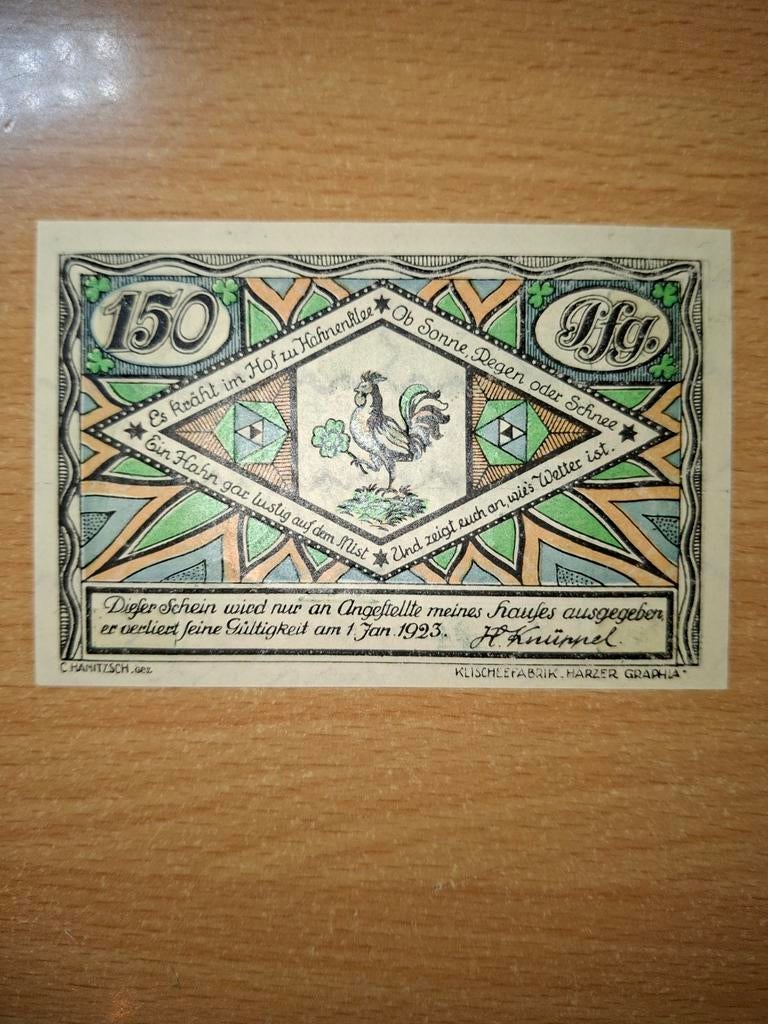 150
Pfg.
Es kräht im Hof zu Hahnenklee
Ein Hahn gar lustig auf dem Mist
Ob Sonne, Regen oder Schnee
Und zeigt euch an, wie's Wetter ist.
Dieser Schein wird nur an Angestellte meines Hauses ausgegeben,
er verliert seine Gültigkeit am 1. Jan. 1923. H. Knüppel.
C. HANITZSCH. GEZ.
KLISCHEEFABRIK "HARZER GRAPHIA"